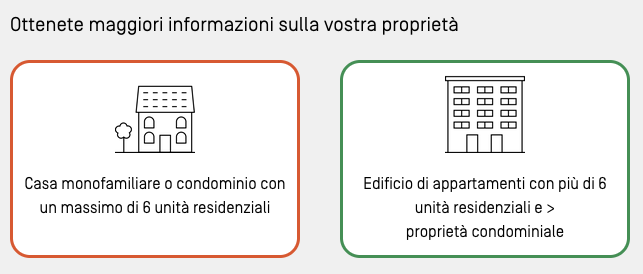 Ottenete maggiori informazioni sulla vostra proprietà
Casa monofamiliare o condominio con
un massimo di 6 unità residenziali
Edificio di appartamenti con più di 6
unità residenziali e >
proprietà condominiale